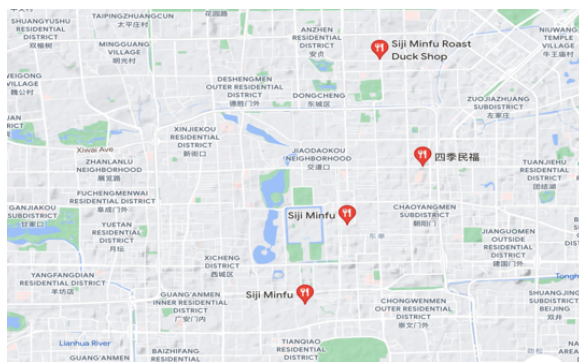 SHUANGYUSHU
RESIDENTIAL
DISTRICT
双榆树
TAIPINGZHUANGCUN
太平庄村
花园路
MINGGUANG
VILLAGE
明光村
ANZHEN
RESIDENTIAL
DISTRICT
安贞
Siji Minfu Roast
Duck Shop
NIUWANG
TEMPLE
VILLAGE
牛王庙村
WEIGONG
VILLAGE
魏公村
DESHENGMEN
OUTER RESIDENTIAL
DISTRICT
德胜门外
DONGCHENG
东城区
ZUOJIAZHUANG
SUBDISTRICT
左家庄
XINJIEKOU
RESIDENTIAL
DISTRICT
新街口
Xiwai Ave
JIAODAOKOU
NEIGHBORHOOD
交道口
四季民福
ZHANLANLU
NEIGHBORHOOD
展览路
TUANJIEHU
RESIDENTIAL
DISTRICT
团结湖
FUCHENGMENWAI
RESIDENTIAL
DISTRICT
阜成门外
GANJIAKOU
SUBDISTRICT
甘家口
Siji Minfu
CHAOYANGMEN
SUBDISTRICT
朝阳门
YUETAN
RESIDENTIAL
DISTRICT
月坛
东单
JIANGUOMEN
OUTSIDE
RESIDENTIAL
DISTRICT
建国门外
XICHENG
DISTRICT
西城区
YANGFANGDIAN
RESIDENTIAL DISTRICT
羊坊店
Siji Minfu
GUANG'ANMEN
INNER RESIDENTIAL
DISTRICT
广安门内
CHONGWENMEN
OUTER RESIDENTIAL
DISTRICT
崇文门外
SHUANGJING
RESIDENTIAL
DISTRICT
双井
Lianhua River
TIANQIAO
RESIDENTIAL
DISTRICT
GUANG'ANMEN
BAIZHIFANG
RESIDENTIAL